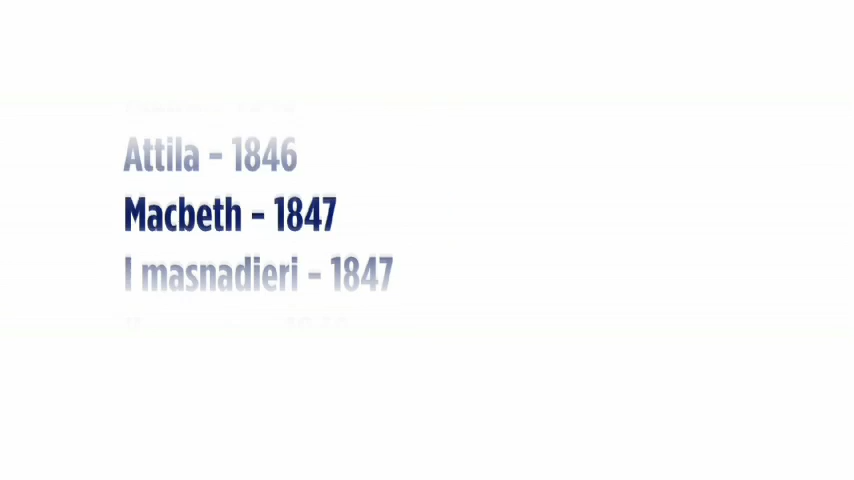 Attila – 1846
Macbeth – 1847
I masnadieri – 1847